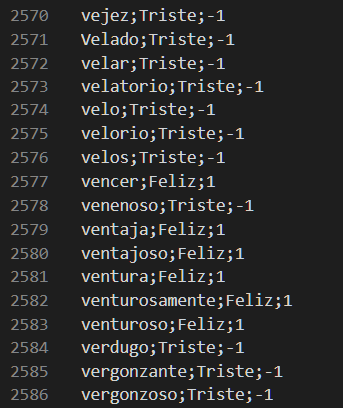 2570 vejez;Triste;-1
2571 Velado;Triste;-1
2572 velar;Triste;-1
2573 velatorio;Triste;-1
2574 velo;Triste;-1
2575 velorio;Triste;-1
2576 velos;Triste;-1
2577 vencer;Feliz;1
2578 venenoso;Triste;-1
2579 ventaja;Feliz;1
2580 ventajoso;Feliz;1
2581 ventura;Feliz;1
2582 venturosamente;Feliz;1
2583 venturoso;Feliz;1
2584 verdugo;Triste;-1
2585 vergonzante;Triste;-1
2586 vergonzoso;Triste;-1